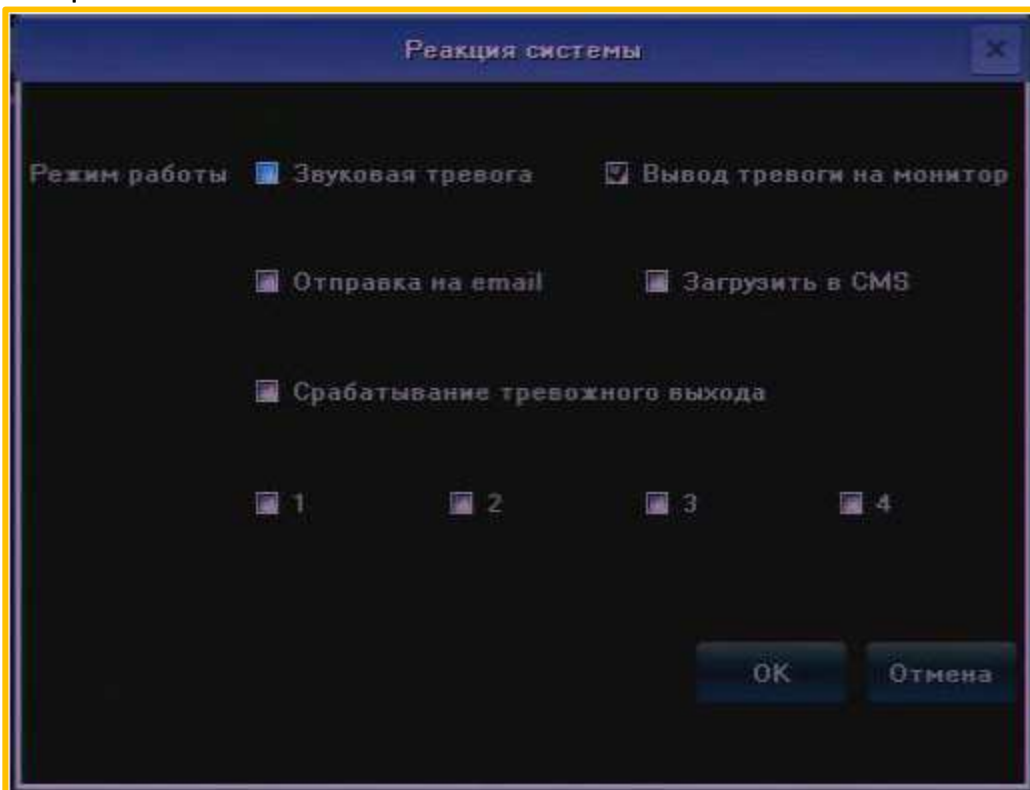 Реакция системы
Режим работы Звуковая тревога Вывод тревоги на монитор
Отправка на email Загрузить в CMS
Срабатывание тревожного выхода
1 2 3 4
OK Отмена